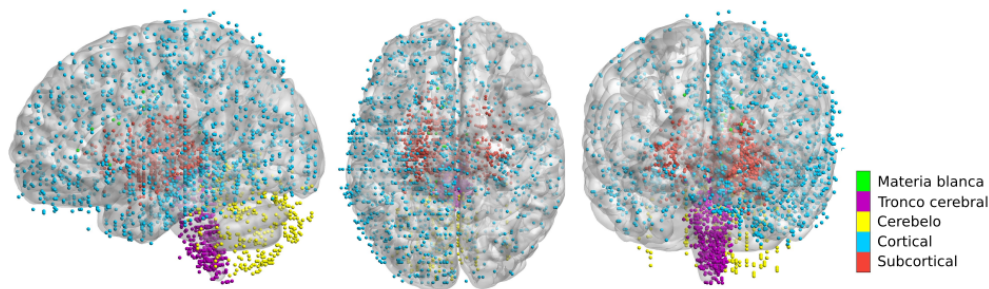 Materia blanca
Tronco cerebral
Cerebelo
Cortical
Subcortical